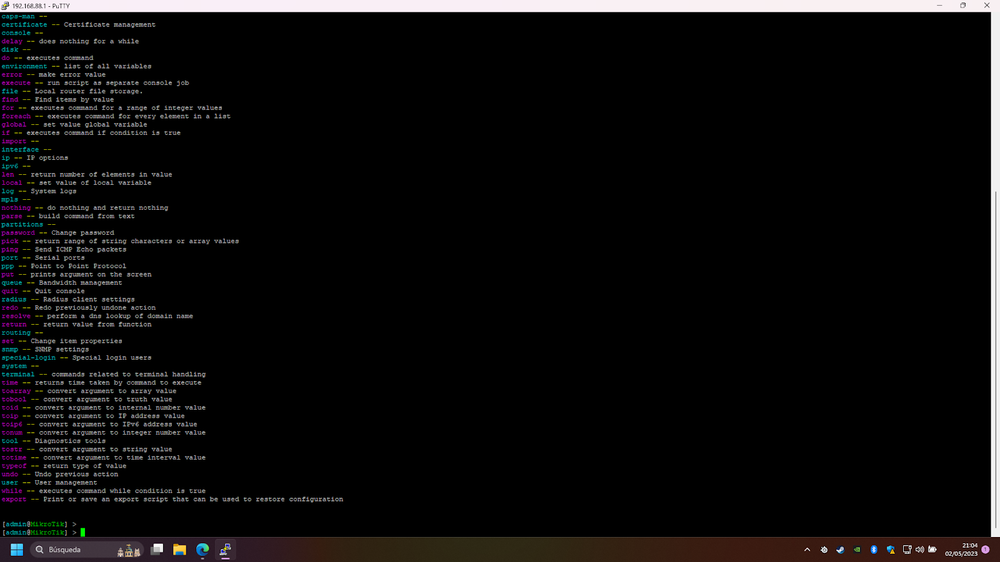 192.168.88.1 - PuTTY
caps-man --
certificate -- Certificate management
console --
delay -- does nothing for a while
disk --
do -- executes command
environment -- list of all variables
error -- make error value
execute -- run script as separate console job
file -- Local router file storage.
find -- Find items by value
for -- executes command for a range of integer values
foreach -- executes command for every element in a list
global -- set value global variable
if -- executes command if condition is true
import --
interface --
ip -- IP options
ipv6 --
len -- return number of elements in value
local -- set value of local variable
log -- System logs
mpls --
nothing -- do nothing and return nothing
parse -- build command from text
partitions --
password -- Change password
pick -- return range of string characters or array values
ping -- Send ICMP Echo packets
port -- Serial ports
ppp -- Point to Point Protocol
put -- prints argument on the screen
queue -- Bandwidth management
quit -- Quit console
radius -- Radius client settings
redo -- Redo previously undone action
resolve -- perform a dns lookup of domain name
return -- return value from function
routing --
set -- Change item properties
snmp -- SNMP settings
special-login -- Special login users
system --
terminal -- commands related to terminal handling
time -- returns time taken by command to execute
toarray -- convert argument to array value
tobool -- convert argument to truth value
toid -- convert argument to internal number value
toip -- convert argument to IP address value
toip6 -- convert argument to IPv6 address value
tonum -- convert argument to integer number value
tool -- Diagnostics tools
tostr -- convert argument to string value
totime -- convert argument to time interval value
typeof -- return type of value
undo -- Undo previous action
user -- User management
while -- executes command while condition is true
export -- Print or save an export script that can be used to restore configuration
[admin@MikroTik] >
[admin@MikroTik] >
Búsqueda
21:04
02/05/2023
1